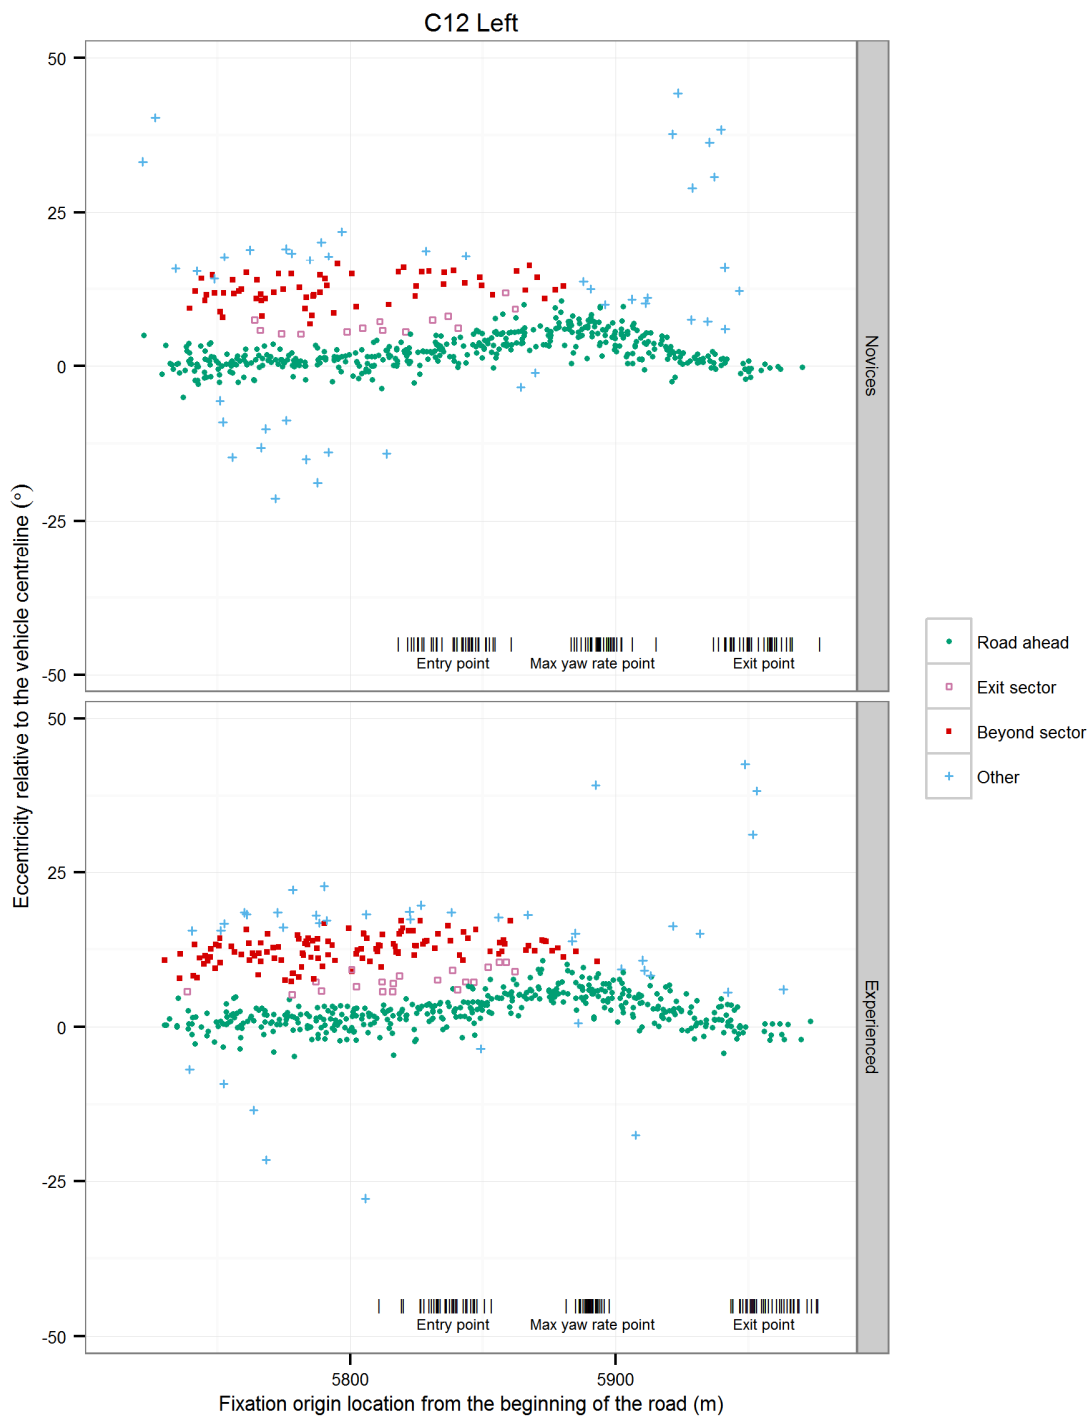 C12 Left
Eccentricity relative to the vehicle centreline (°)
50
25
0
-25
-50
Entry point
Max yaw rate point
Exit point
Novices
50
25
0
-25
-50
Entry point
Max yaw rate point
Exit point
Experienced
5800
5900
Fixation origin location from the beginning of the road (m)
Road ahead
Exit sector
Beyond sector
Other